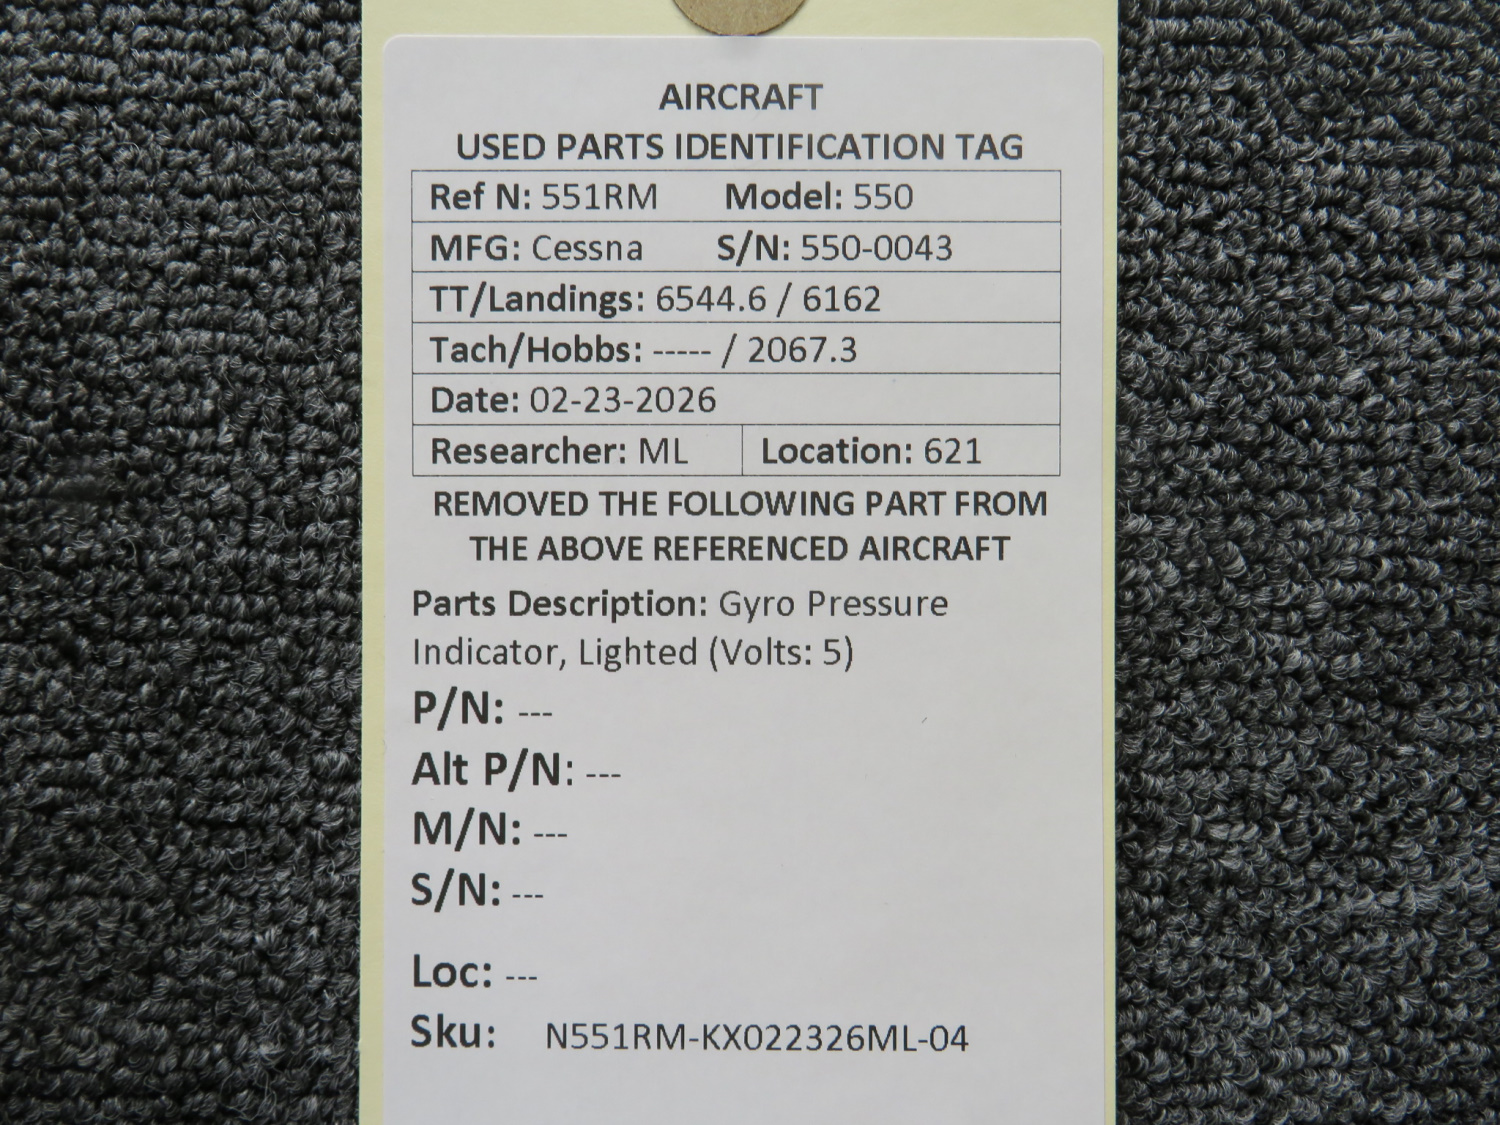 AIRCRAFT
USED PARTS IDENTIFICATION TAG
Ref N: 551RM Model: 550
MFG: Cessna S/N: 550-0043
TT/Landings: 6544.6 / 6162
Tach/Hobbs: ----- / 2067.3
Date: 02-23-2026
Researcher: ML Location: 621
REMOVED THE FOLLOWING PART FROM
THE ABOVE REFERENCED AIRCRAFT
Parts Description: Gyro Pressure
Indicator, Lighted (Volts: 5)
P/N: ---
Alt P/N: ---
M/N: ---
S/N: ---
Loc: ---
Sku: N551RM-KX022326ML-04